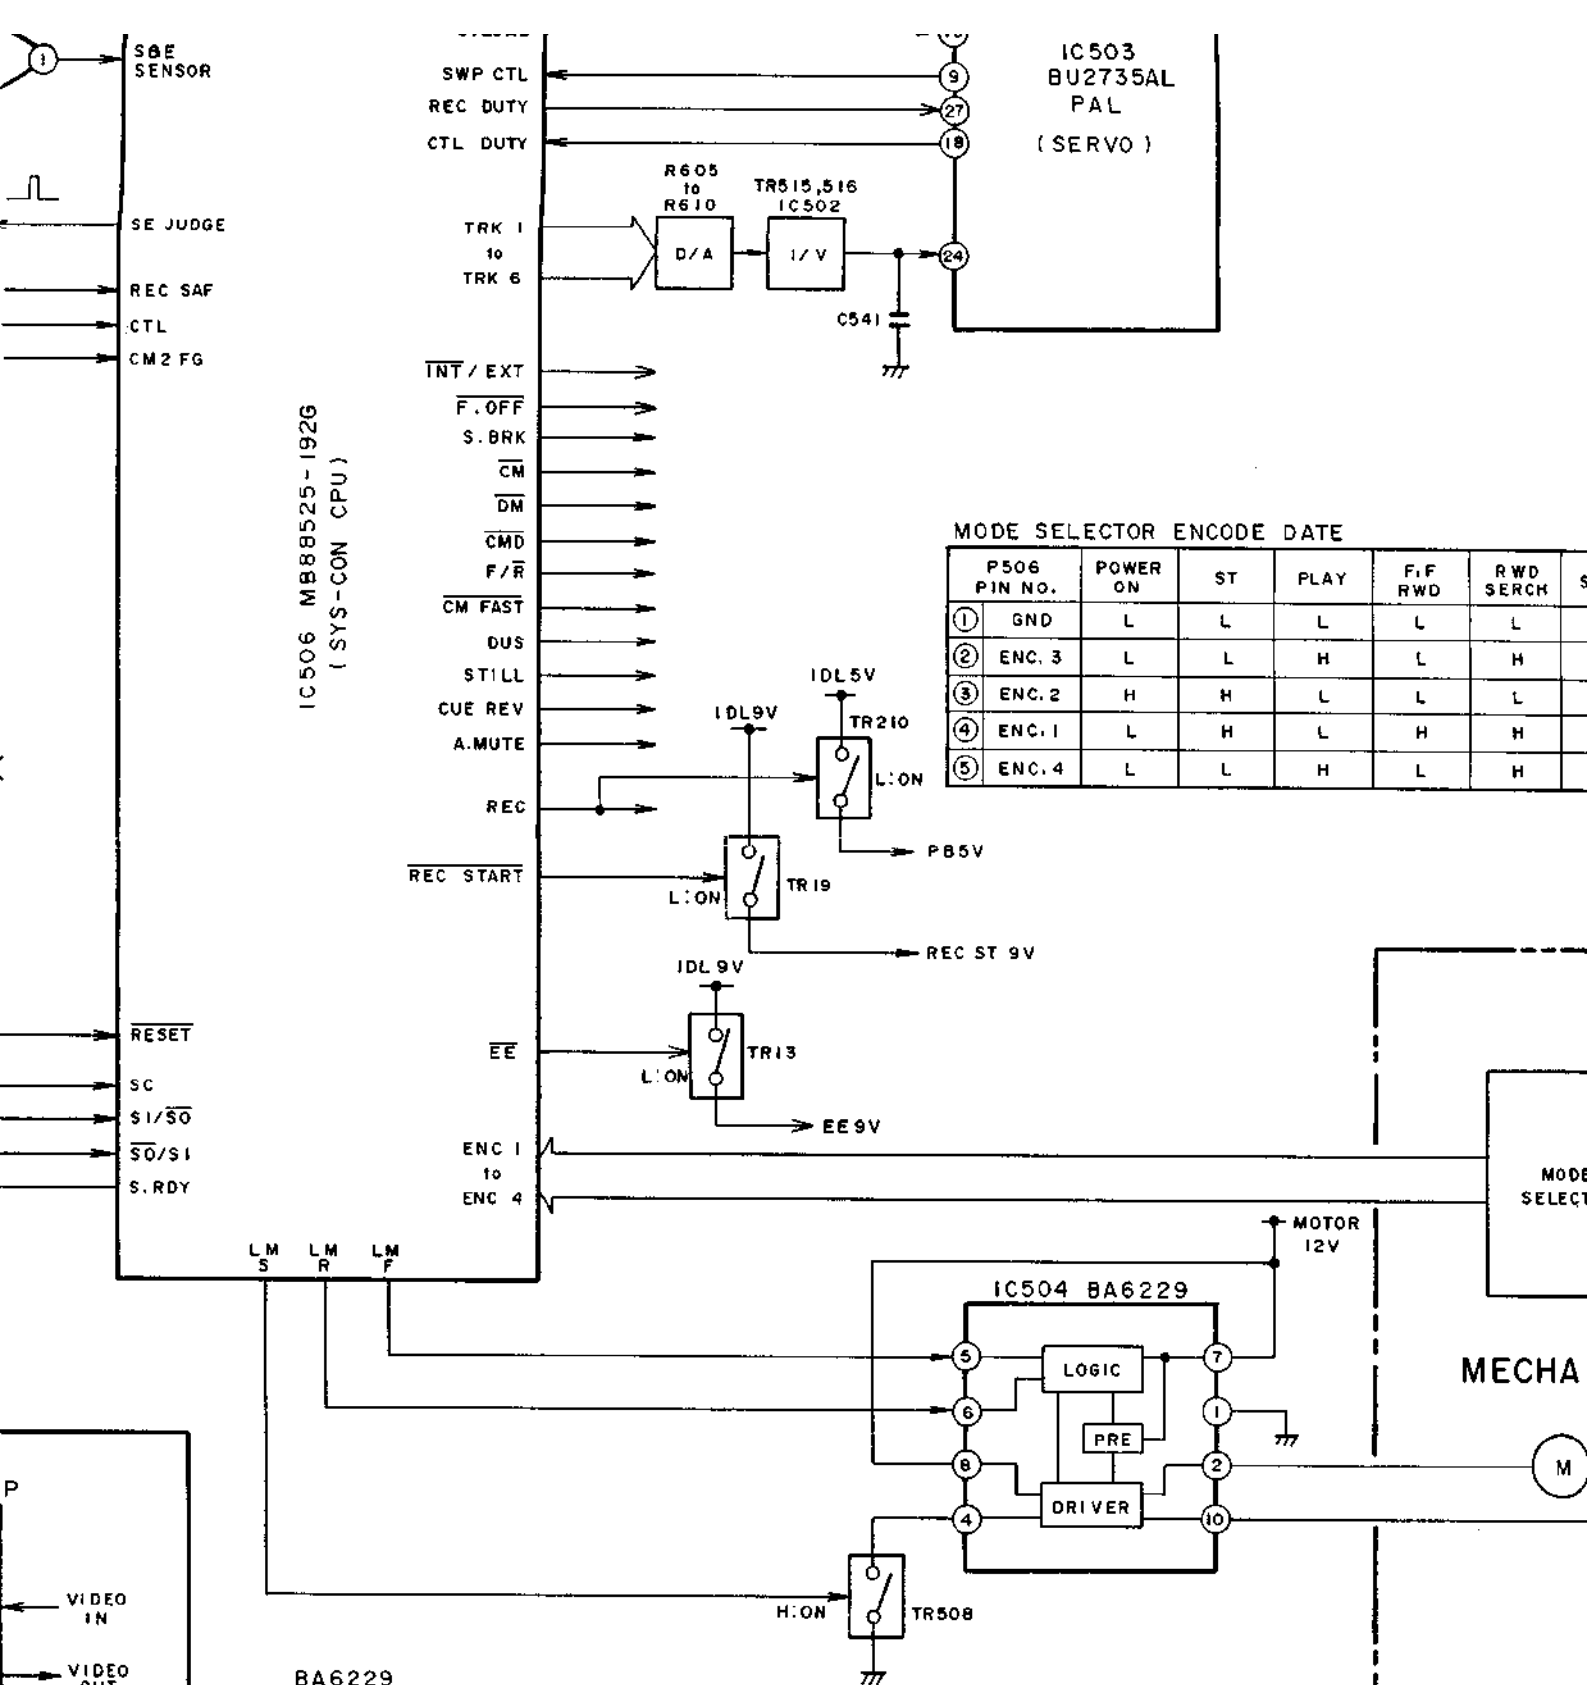 S&E
SENSOR
SE JUDGE
REC SAF
CTL
CM2 FG
IC506 MB88525-192G
(SYS-CON CPU)
RESET
SC
SI/SO
SO/SI
S.RDY
SWP CTL
REC DUTY
CTL DUTY
TRK 1
to
TRK 6
INT/EXT
F.OFF
S.BRK
CM
DM
CMD
F/R
CM FAST
DUS
STILL
CUE REV
A.MUTE
REC
REC START
EE
ENC 1
to
ENC 4
LM
S
LM
R
LM
F
R605
to
R610
D/A
TR515,516
IC502
I/V
C541
9
27
18
24
IC503
BU2735AL
PAL
(SERVO)
1
IDL5V
TR210
L:ON
PB5V
IDL9V
TR19
L:ON
REC ST 9V
IDL9V
TR13
L:ON
EE9V
MODE SELECTOR ENCODE DATE
P506 PIN NO. POWER ON ST PLAY F.F RWD RWD SERCH S
① GND L L L L L
② ENC.3 L L H L H
③ ENC.2 H H L L L
④ ENC.1 L H L H H
⑤ ENC.4 L L H L H
MODE
SELECT
MOTOR
12V
IC504 BA6229
5
6
8
4
LOGIC
PRE
DRIVER
7
1
2
10
MECHA
M
H:ON
TR508
P
VIDEO
IN
VIDEO
BA6229